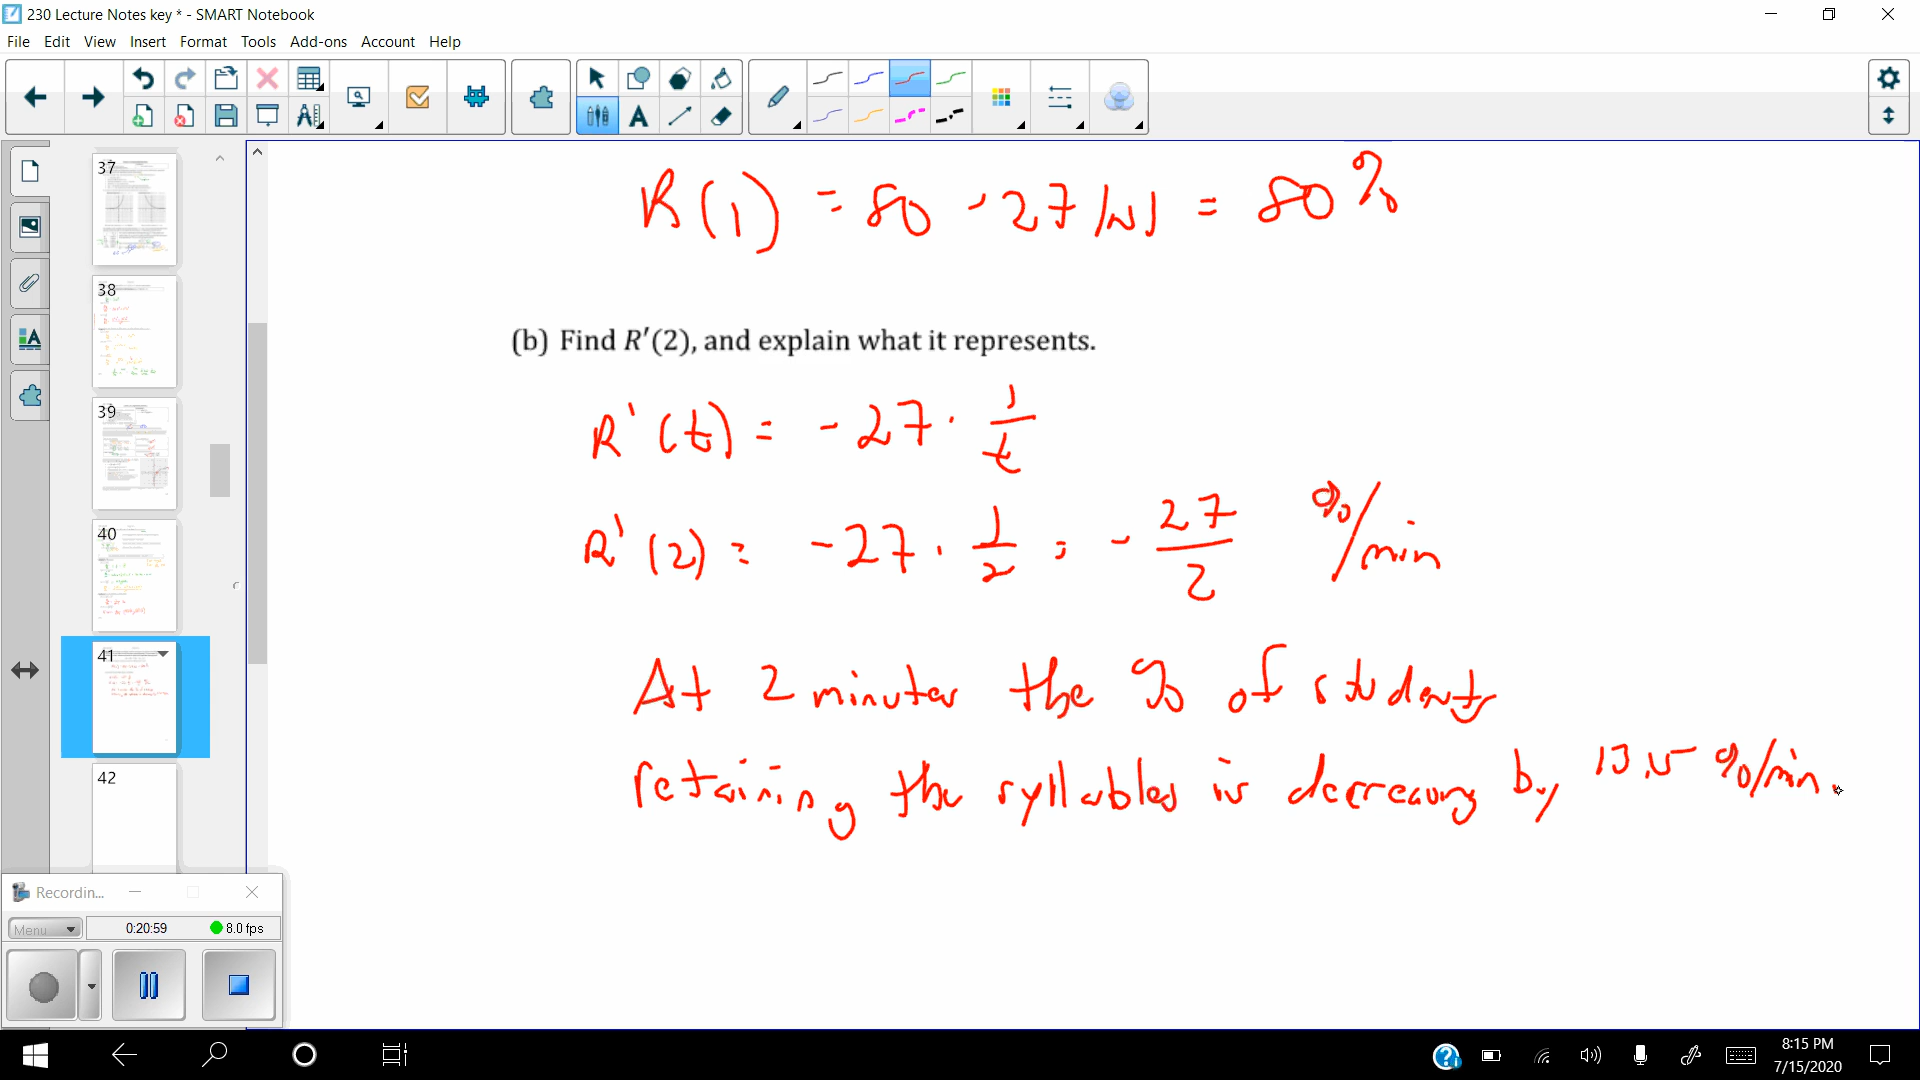 230 Lecture Notes key * - SMART Notebook
File Edit View Insert Format Tools Add-ons Account Help
37
38
39
40
41
42
R(1) = 80 - 27 ln 1 = 80 %
(b) Find R′(2), and explain what it represents.
R'(t) = -27 · 1/t
R'(2) = -27 · 1/2 = - 27/2 %/min
At 2 minutes the % of students
retaining the syllables is decreasing by 13.5 %/min.
Recordin...
Menu 0:20:59 8.0 fps
8:15 PM
7/15/2020